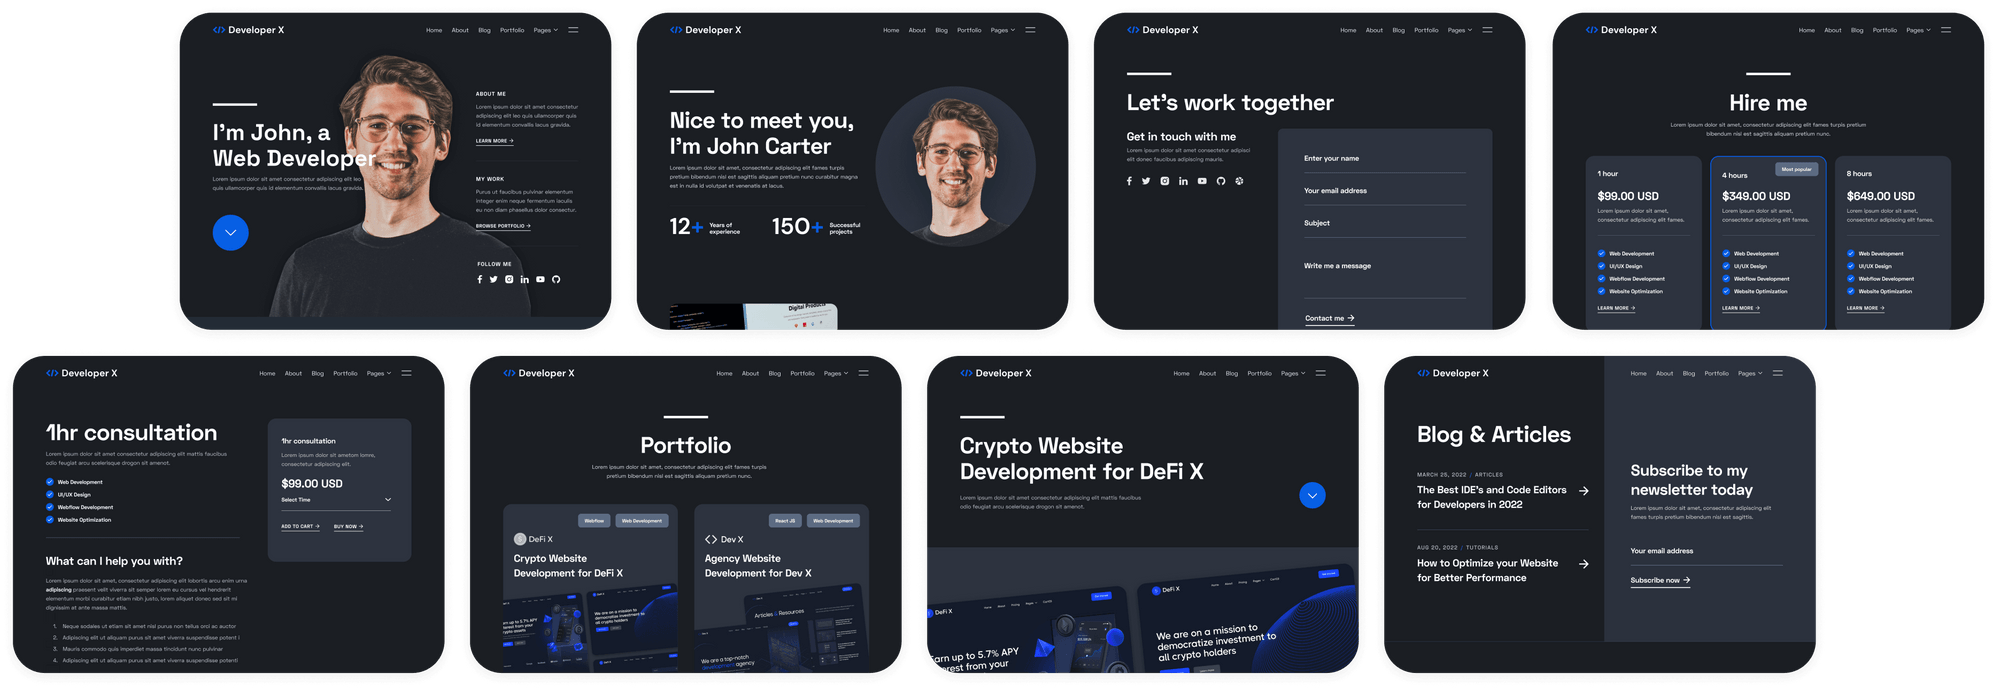 Developer X
Home About Blog Portfolio Pages
I'm John, a
Web Developer
Lorem ipsum dolor sit amet consectetur adipiscing elit leo
quis ullamcorper quis id elementum convallis lacus gravida.
ABOUT ME
Lorem ipsum dolor sit amet consectetur
adipiscing elit leo quis ullamcorper quis
id elementum convallis lacus gravida.
LEARN MORE
MY WORK
Purus ut faucibus pulvinar elementum
integer enim neque fermentum iaculis
eu non diam phasellus dolor consectur.
BROWSE PORTFOLIO
FOLLOW ME
Developer X
Home About Blog Portfolio Pages
Nice to meet you,
I'm John Carter
Lorem ipsum dolor sit amet, consectetur adipiscing elit fames turpis
pretium bibendum nisl est sagittis aliquam pretium nunc curabitur magna
est in nulla id volutpat et venenatis at lacus.
12+ Years of
experience
150+ Successful
projects
Digital Products
Developer X
Home About Blog Portfolio Pages
Let's work together
Get in touch with me
Lorem ipsum dolor sit amet, consectetur adipisci
elit donec faucibus adipiscing mauris.
Enter your name
Your email address
Subject
Write me a message
Contact me
Developer X
Home About Blog Portfolio Pages
Hire me
Lorem ipsum dolor sit amet, consectetur adipiscing elit fames turpis pretium
bibendum nisl est sagittis aliquam pretium nunc.
1 hour
$99.00 USD
Lorem ipsum dolor sit amet,
consectetur adipiscing elit fames.
Web Development
UI/UX Design
Webflow Development
Website Optimization
LEARN MORE
Most popular
4 hours
$349.00 USD
Lorem ipsum dolor sit amet,
consectetur adipiscing elit fames.
Web Development
UI/UX Design
Webflow Development
Website Optimization
LEARN MORE
8 hours
$649.00 USD
Lorem ipsum dolor sit amet,
consectetur adipiscing elit fames.
Web Development
UI/UX Design
Webflow Development
Website Optimization
LEARN MORE
Developer X
Home About Blog Portfolio Pages
1hr consultation
Lorem ipsum dolor sit amet consectetur adipiscing elit mattis faucibus
odio feugiat arcu scelerisque drogon sit amenot.
Web Development
UI/UX Design
Webflow Development
Website Optimization
What can I help you with?
Lorem ipsum dolor sit amet, consectetur adipiscing elit lobortis arcu enim urna
adipiscing praesent velit viverra sit semper lorem eu cursus vel hendrerit
elementum morbi curabitur etiam nibh justo, lorem aliquet donec sed sit mi
dignissim at ante massa mattis.
1. Neque sodales ut etiam sit amet nisl purus non tellus orci ac auctor
2. Adipiscing elit ut aliquam purus sit amet viverra suspendisse potent i
3. Mauris commodo quis imperdiet massa tincidunt nunc pulvinar
4. Adipiscing elit ut aliquam purus sit amet viverra suspendisse potenti
1hr consultation
Lorem ipsum dolor sit ametom lomre,
consectetur adipiscing elit.
$99.00 USD
Select Time
ADD TO CART BUY NOW
Developer X
Home About Blog Portfolio Pages
Portfolio
Lorem ipsum dolor sit amet, consectetur adipiscing elit fames turpis
pretium bibendum nisl est sagittis aliquam pretium nunc.
Webflow Web Development
DeFi X
Crypto Website
Development for DeFi X
up to 5.7% APY
erest from your
crypto assets
We are on a mission to
democratize investment to
all crypto holders
React JS Web Development
Dev X
Agency Website
Development for Dev X
Articles & Resources
We are a top-notch
development agency
Developer X
Home About Blog Portfolio Pages
Crypto Website
Development for DeFi X
Lorem ipsum dolor sit amet consectetur adipiscing elit mattis faucibus
odio feugiat arcu scelerisque drogon sit amenot.
DeFi X
Earn up to 5.7% APY
erest from your
DeFi X
We are on a mission to
democratize investment to
all crypto holders
Developer X
Home About Blog Portfolio Pages
Blog & Articles
MARCH 25, 2022 / ARTICLES
The Best IDE's and Code Editors
for Developers in 2022
AUG 20, 2022 / TUTORIALS
How to Optimize your Website
for Better Performance
Subscribe to my
newsletter today
Lorem ipsum dolor sit amet, consectetur adipiscing elit
fames turpis pretium bibendum nisl est sagittis.
Your email address
Subscribe now